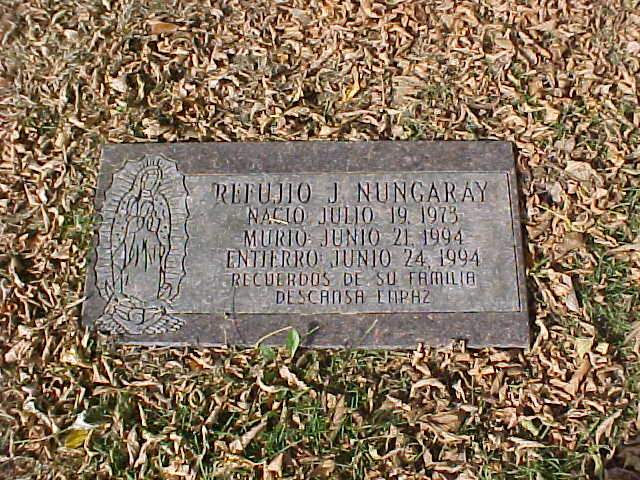 REFUJIO J NUNGARAY
NACIO JULIO 19, 1973
MURIO: JUNIO 21, 1994
ENTIERRO: JUNIO 24, 1994
RECUERDOS DE SU FAMILIA
DESCANSA ENPAZ